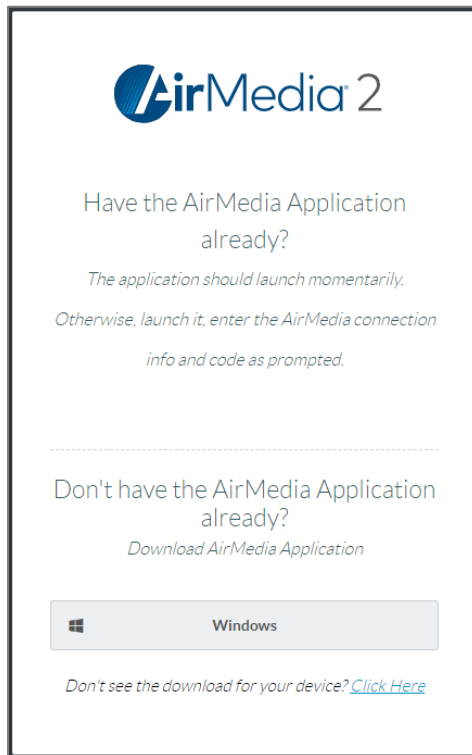 AirMedia® 2
Have the AirMedia Application
already?
The application should launch momentarily.
Otherwise, launch it, enter the AirMedia connection
info and code as prompted.
Don't have the AirMedia Application
already?
Download AirMedia Application
Windows
Don't see the download for your device? Click Here